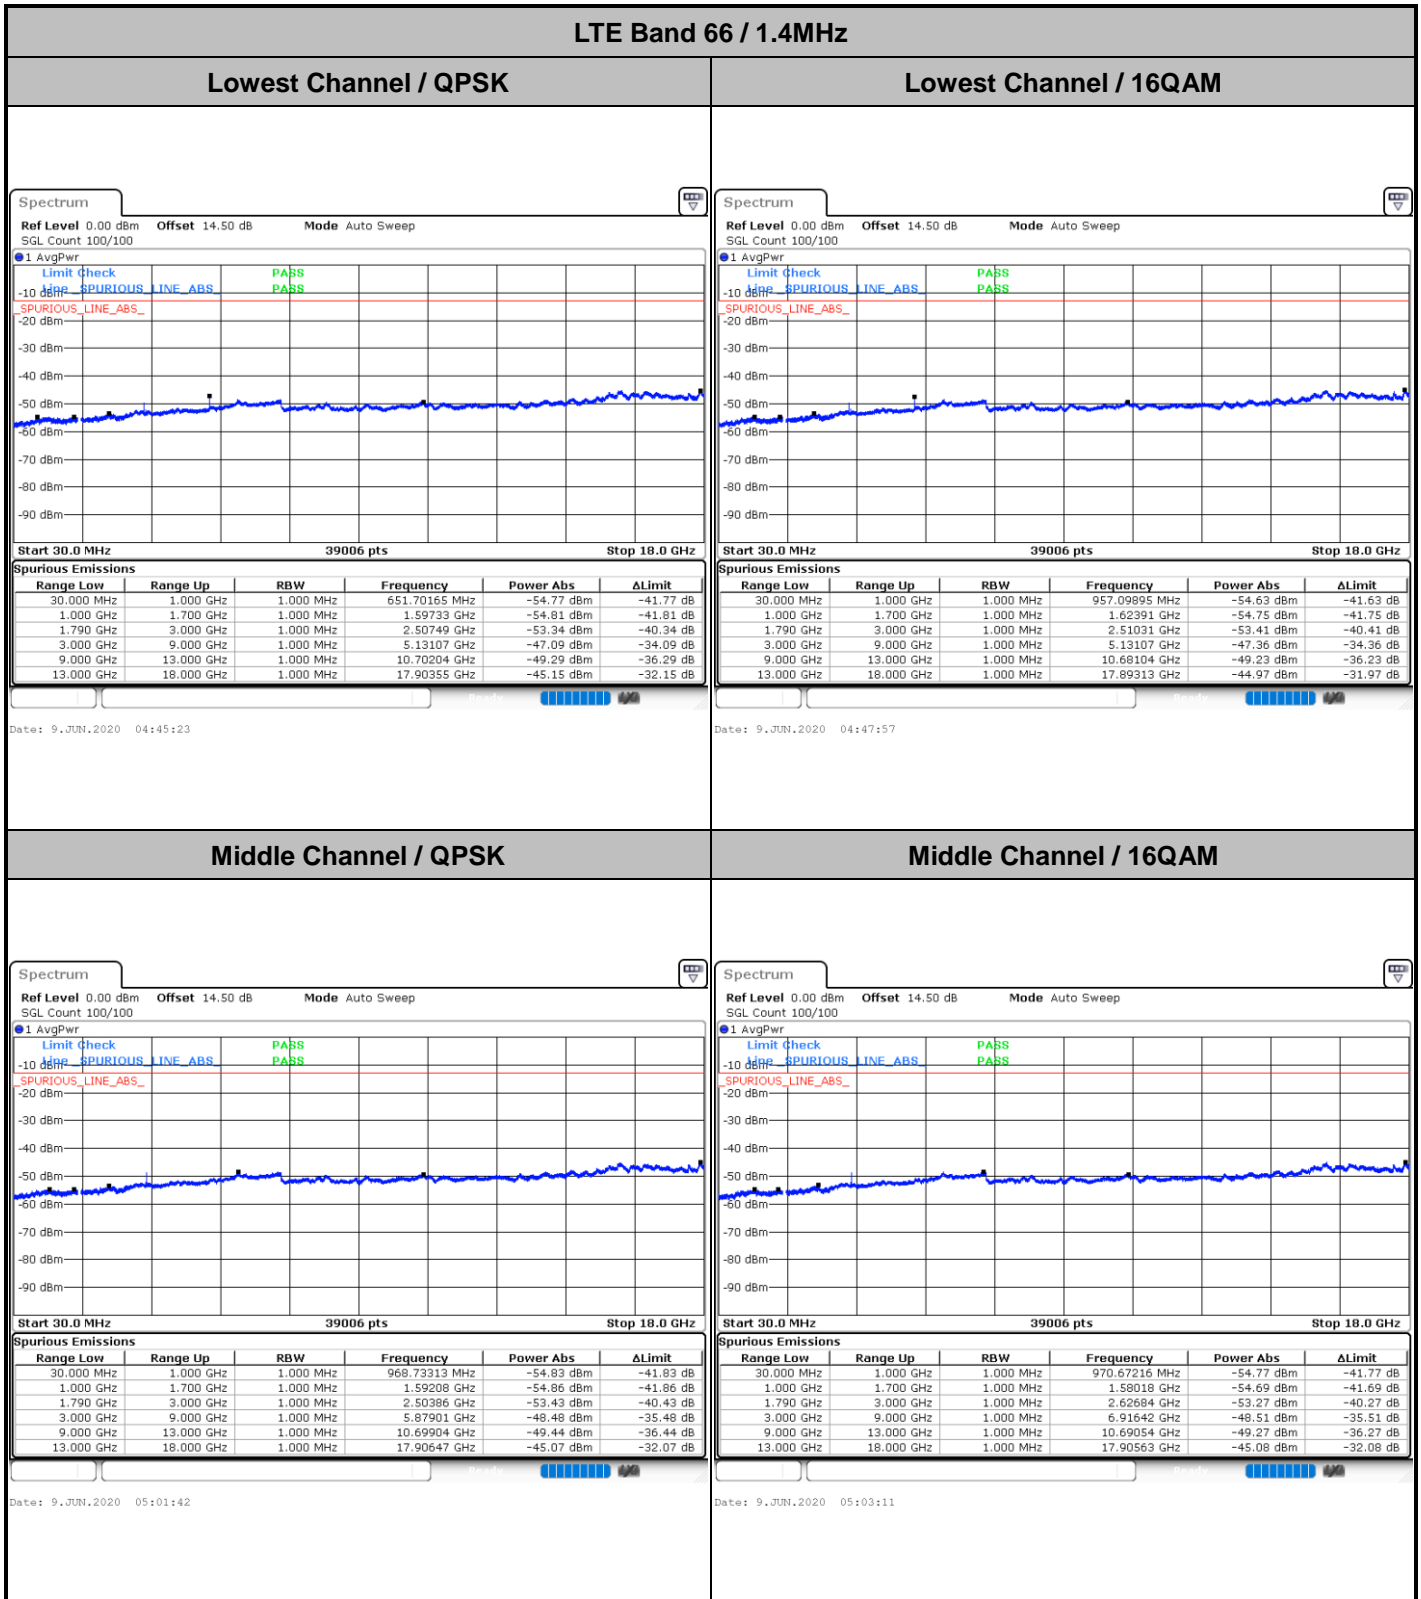 LTE Band 66 / 1.4MHz
Lowest Channel / QPSK
Lowest Channel / 16QAM
Spectrum
Ref Level 0.00 dBm Offset 14.50 dB Mode Auto Sweep
SGL Count 100/100
1 AvgPwr
Limit Check PASS
Line _SPURIOUS_LINE_ABS_ PASS
-10 dBm
_SPURIOUS_LINE_ABS_
-20 dBm
-30 dBm
-40 dBm
-50 dBm
-60 dBm
-70 dBm
-80 dBm
-90 dBm
Start 30.0 MHz 39006 pts Stop 18.0 GHz
Spurious Emissions
Range Low Range Up RBW Frequency Power Abs ΔLimit
30.000 MHz 1.000 GHz 1.000 MHz 651.70165 MHz -54.77 dBm -41.77 dB
1.000 GHz 1.700 GHz 1.000 MHz 1.59733 GHz -54.81 dBm -41.81 dB
1.790 GHz 3.000 GHz 1.000 MHz 2.50749 GHz -53.34 dBm -40.34 dB
3.000 GHz 9.000 GHz 1.000 MHz 5.13107 GHz -47.09 dBm -34.09 dB
9.000 GHz 13.000 GHz 1.000 MHz 10.70204 GHz -49.29 dBm -36.29 dB
13.000 GHz 18.000 GHz 1.000 MHz 17.90355 GHz -45.15 dBm -32.15 dB
Date: 9.JUN.2020 04:45:23
Spectrum
Ref Level 0.00 dBm Offset 14.50 dB Mode Auto Sweep
SGL Count 100/100
1 AvgPwr
Limit Check PASS
Line _SPURIOUS_LINE_ABS_ PASS
-10 dBm
_SPURIOUS_LINE_ABS_
-20 dBm
-30 dBm
-40 dBm
-50 dBm
-60 dBm
-70 dBm
-80 dBm
-90 dBm
Start 30.0 MHz 39006 pts Stop 18.0 GHz
Spurious Emissions
Range Low Range Up RBW Frequency Power Abs ΔLimit
30.000 MHz 1.000 GHz 1.000 MHz 957.09895 MHz -54.63 dBm -41.63 dB
1.000 GHz 1.700 GHz 1.000 MHz 1.62391 GHz -54.75 dBm -41.75 dB
1.790 GHz 3.000 GHz 1.000 MHz 2.51031 GHz -53.41 dBm -40.41 dB
3.000 GHz 9.000 GHz 1.000 MHz 5.13107 GHz -47.36 dBm -34.36 dB
9.000 GHz 13.000 GHz 1.000 MHz 10.68104 GHz -49.23 dBm -36.23 dB
13.000 GHz 18.000 GHz 1.000 MHz 17.89313 GHz -44.97 dBm -31.97 dB
Ready
Date: 9.JUN.2020 04:47:57
Middle Channel / QPSK
Middle Channel / 16QAM
Spectrum
Ref Level 0.00 dBm Offset 14.50 dB Mode Auto Sweep
SGL Count 100/100
1 AvgPwr
Limit Check PASS
Line _SPURIOUS_LINE_ABS_ PASS
-10 dBm
_SPURIOUS_LINE_ABS_
-20 dBm
-30 dBm
-40 dBm
-50 dBm
-60 dBm
-70 dBm
-80 dBm
-90 dBm
Start 30.0 MHz 39006 pts Stop 18.0 GHz
Spurious Emissions
Range Low Range Up RBW Frequency Power Abs ΔLimit
30.000 MHz 1.000 GHz 1.000 MHz 968.73313 MHz -54.83 dBm -41.83 dB
1.000 GHz 1.700 GHz 1.000 MHz 1.59208 GHz -54.86 dBm -41.86 dB
1.790 GHz 3.000 GHz 1.000 MHz 2.50386 GHz -53.43 dBm -40.43 dB
3.000 GHz 9.000 GHz 1.000 MHz 5.87901 GHz -48.48 dBm -35.48 dB
9.000 GHz 13.000 GHz 1.000 MHz 10.69904 GHz -49.44 dBm -36.44 dB
13.000 GHz 18.000 GHz 1.000 MHz 17.90647 GHz -45.07 dBm -32.07 dB
Ready
Date: 9.JUN.2020 05:01:42
Spectrum
Ref Level 0.00 dBm Offset 14.50 dB Mode Auto Sweep
SGL Count 100/100
1 AvgPwr
Limit Check PASS
Line _SPURIOUS_LINE_ABS_ PASS
-10 dBm
_SPURIOUS_LINE_ABS_
-20 dBm
-30 dBm
-40 dBm
-50 dBm
-60 dBm
-70 dBm
-80 dBm
-90 dBm
Start 30.0 MHz 39006 pts Stop 18.0 GHz
Spurious Emissions
Range Low Range Up RBW Frequency Power Abs ΔLimit
30.000 MHz 1.000 GHz 1.000 MHz 970.67216 MHz -54.77 dBm -41.77 dB
1.000 GHz 1.700 GHz 1.000 MHz 1.58018 GHz -54.69 dBm -41.69 dB
1.790 GHz 3.000 GHz 1.000 MHz 2.62684 GHz -53.27 dBm -40.27 dB
3.000 GHz 9.000 GHz 1.000 MHz 6.91642 GHz -48.51 dBm -35.51 dB
9.000 GHz 13.000 GHz 1.000 MHz 10.69054 GHz -49.27 dBm -36.27 dB
13.000 GHz 18.000 GHz 1.000 MHz 17.90563 GHz -45.08 dBm -32.08 dB
Date: 9.JUN.2020 05:03:11